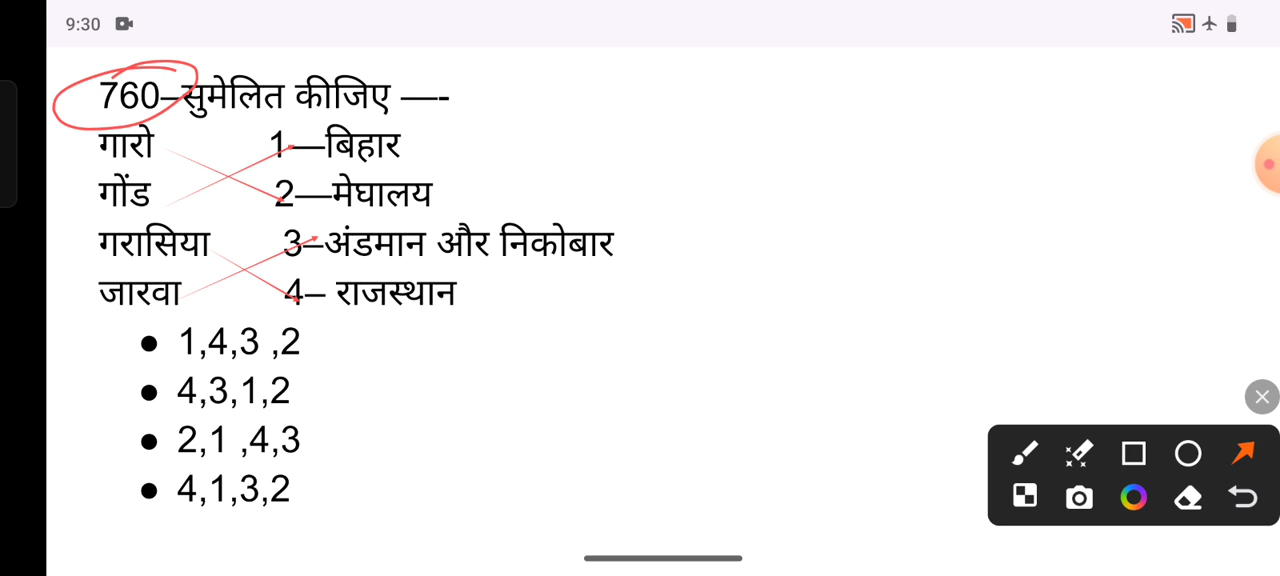 9:30
760–सुमेलित कीजिए —-
गारो 1—बिहार
गोंड 2—मेघालय
गरासिया 3–अंडमान और निकोबार
जारवा 4– राजस्थान
● 1,4,3 ,2
● 4,3,1,2
● 2,1 ,4,3
● 4,1,3,2